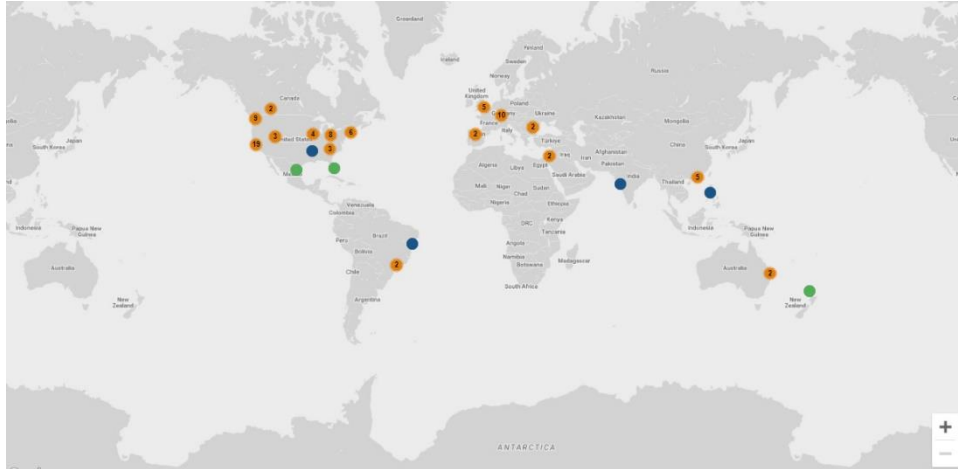 Greenland
Finland
Iceland
Sweden
Norway
Russia
Canada
United
Kingdom
Poland
Ukraine
France
Italy
Kazakhstan
Mongolia
Türkiye
Japan
South Korea
China
Afghanistan
Iraq
Iran
Pakistan
Algeria
Libya
Egypt
Saudi Arabia
India
Thailand
Mali
Niger
Chad
Sudan
Nigeria
Ethiopia
Venezuela
Colombia
DRC
Kenya
Tanzania
Indonesia
Papua New
Guinea
Peru
Brazil
Bolivia
Angola
Namibia
Botswana
Madagascar
South Africa
Chile
Argentina
Australia
New
Zealand
Indonesia
Papua New
Guinea
Australia
New
Zealand
Japan
South Korea
2
9
3
19
4
8
6
3
5
10
2
2
2
3
2
2
ANTARCTICA
+
−